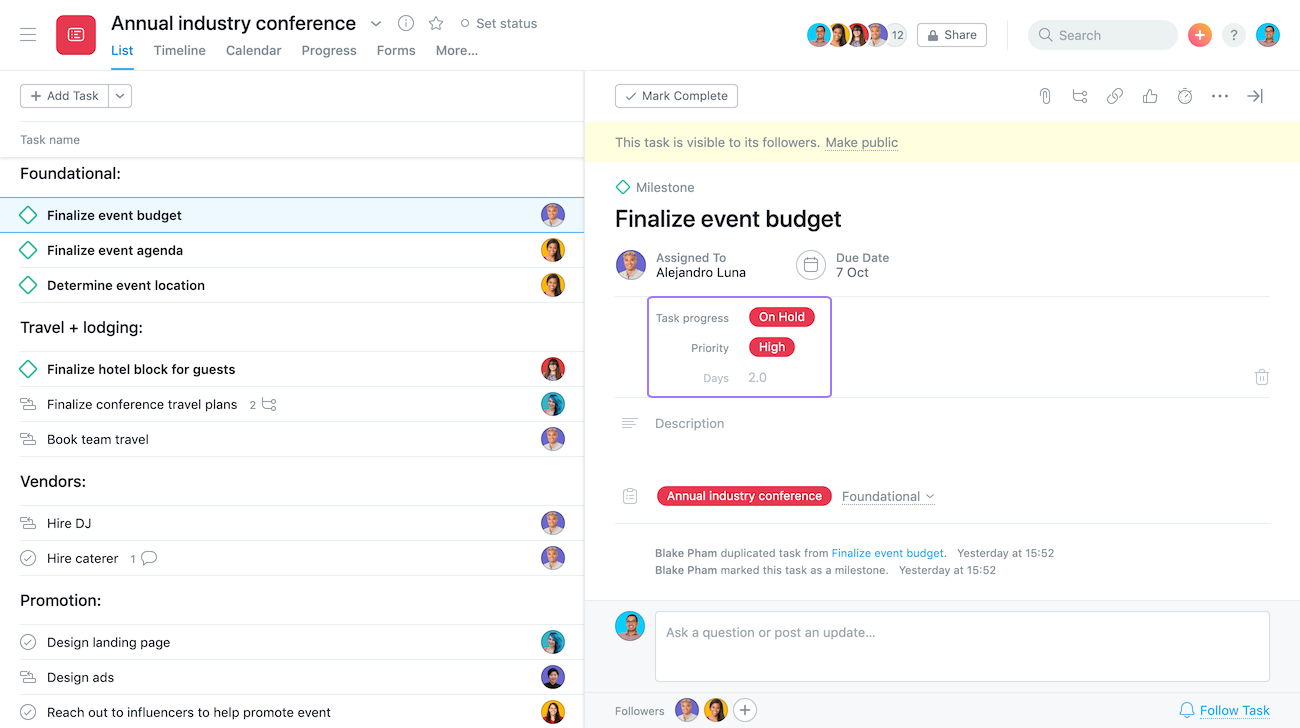 Annual industry conference
Set status
List Timeline Calendar Progress Forms More...
12
Share
Search
+
?
+ Add Task
Task name
Foundational:
Finalize event budget
Finalize event agenda
Determine event location
Travel + lodging:
Finalize hotel block for guests
Finalize conference travel plans 2
Book team travel
Vendors:
Hire DJ
Hire caterer 1
Promotion:
Design landing page
Design ads
Reach out to influencers to help promote event
Mark Complete
This task is visible to its followers. Make public
Milestone
Finalize event budget
Assigned To
Alejandro Luna
Due Date
7 Oct
Task progress On Hold
Priority High
Days 2.0
Description
Annual industry conference Foundational
Blake Pham duplicated task from Finalize event budget. Yesterday at 15:52
Blake Pham marked this task as a milestone. Yesterday at 15:52
Ask a question or post an update...
Followers
Follow Task